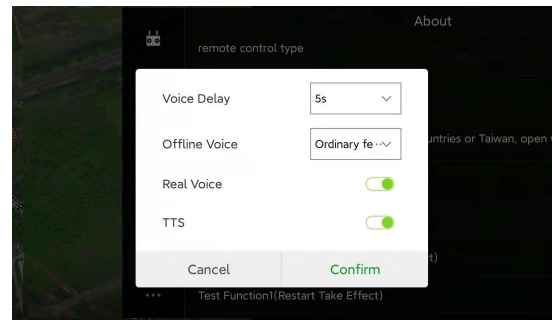 About
remote control type
Voice Delay
5s
untries or Taiwan, open
Offline Voice
Ordinary fe
Real Voice
TTS
Cancel
Confirm
t)
Test Function1(Restart Take Effect)